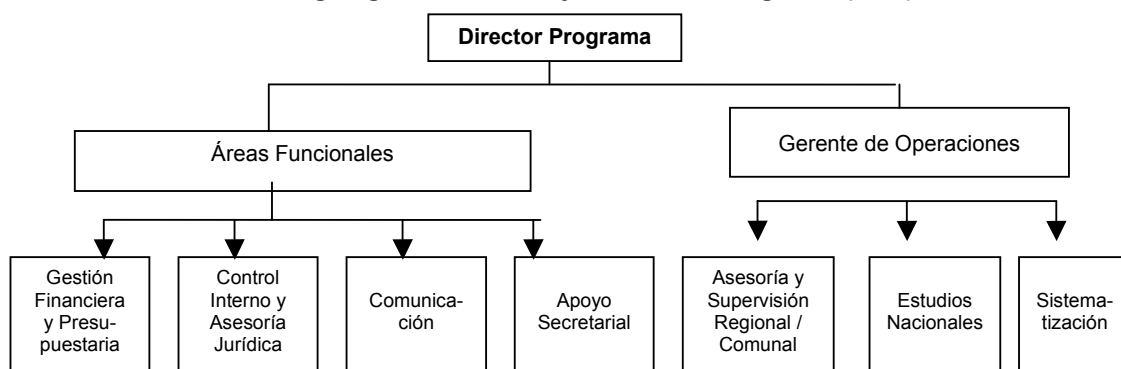 Director Programa
Áreas Funcionales
Gerente de Operaciones
Gestión
Financiera
y Presu-
puestaria
Control
Interno y
Asesoría
Jurídica
Comunica-
ción
Apoyo
Secretarial
Asesoría y
Supervisión
Regional /
Comunal
Estudios
Nacionales
Sistema-
tización